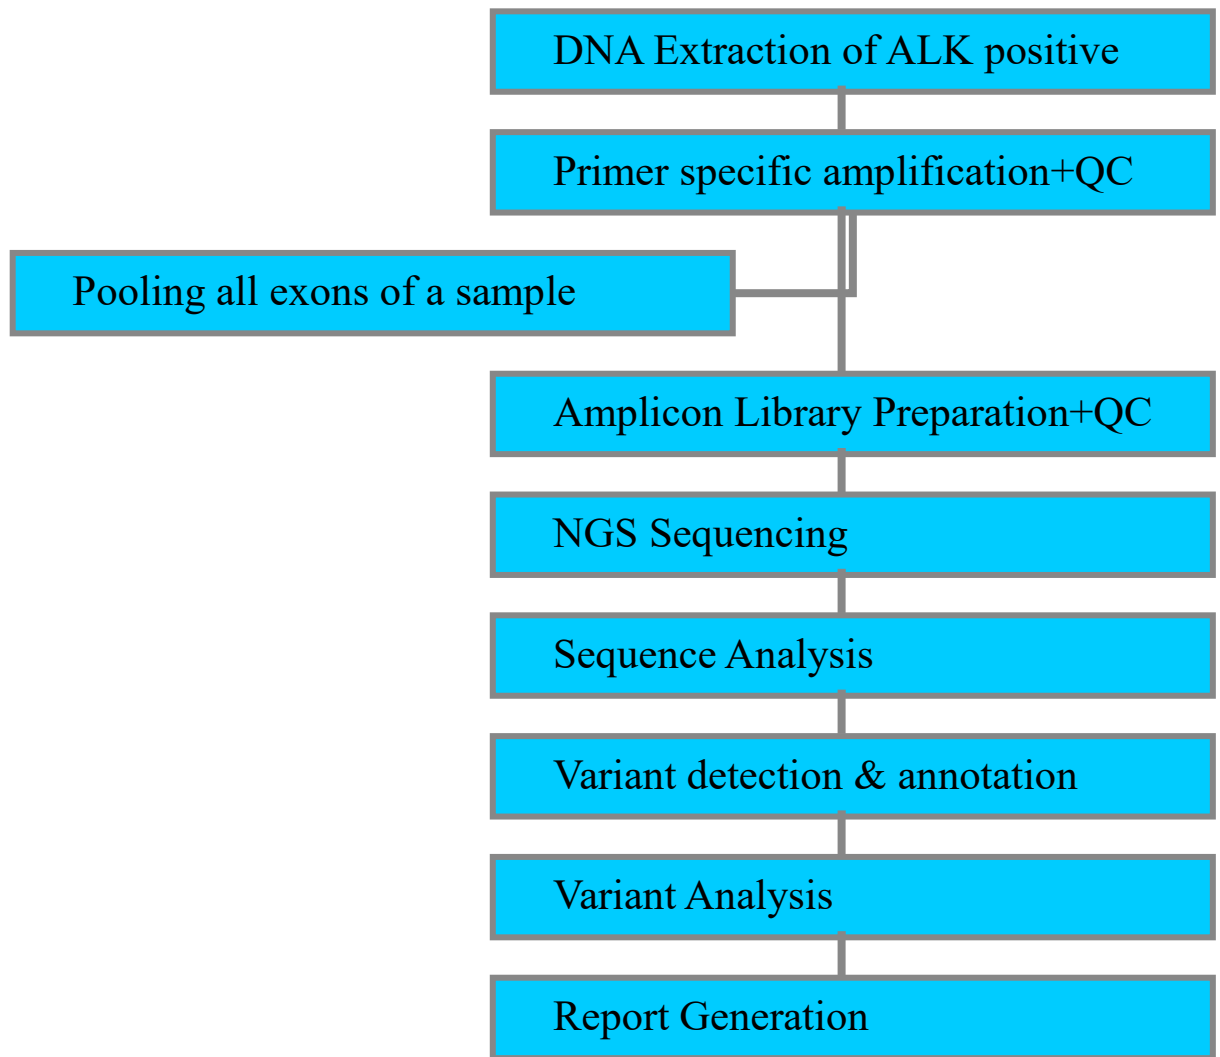 DNA Extraction of ALK positive
Primer specific amplification+QC
Pooling all exons of a sample
Amplicon Library Preparation+QC
NGS Sequencing
Sequence Analysis
Variant detection & annotation
Variant Analysis
Report Generation